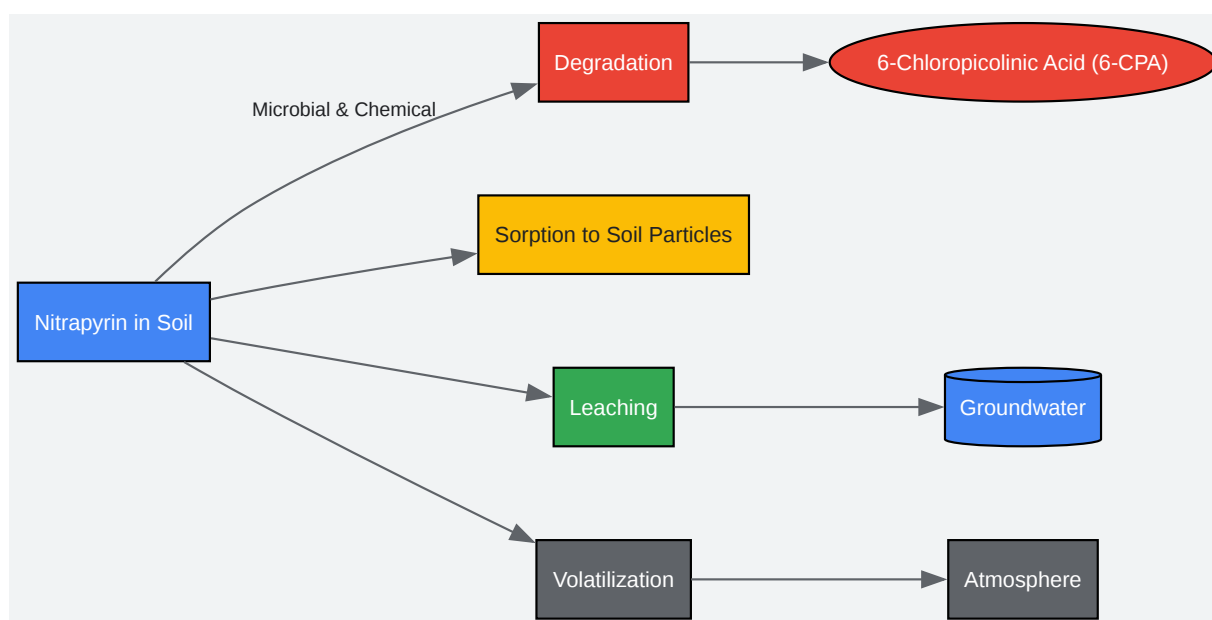 Degradation
6-Chloropicolinic Acid (6-CPA)
Microbial & Chemical
Sorption to Soil Particles
Nitrapyrin in Soil
Leaching
Groundwater
Volatilization
Atmosphere